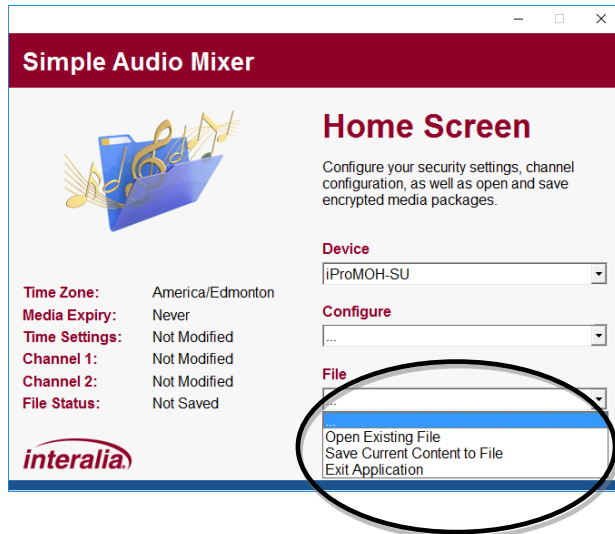 Simple Audio Mixer
Home Screen
Configure your security settings, channel
configuration, as well as open and save
encrypted media packages.
Device
iProMOH-SU
Configure
...
File
...
...
Open Existing File
Save Current Content to File
Exit Application
Time Zone: America/Edmonton
Media Expiry: Never
Time Settings: Not Modified
Channel 1: Not Modified
Channel 2: Not Modified
File Status: Not Saved
interalia